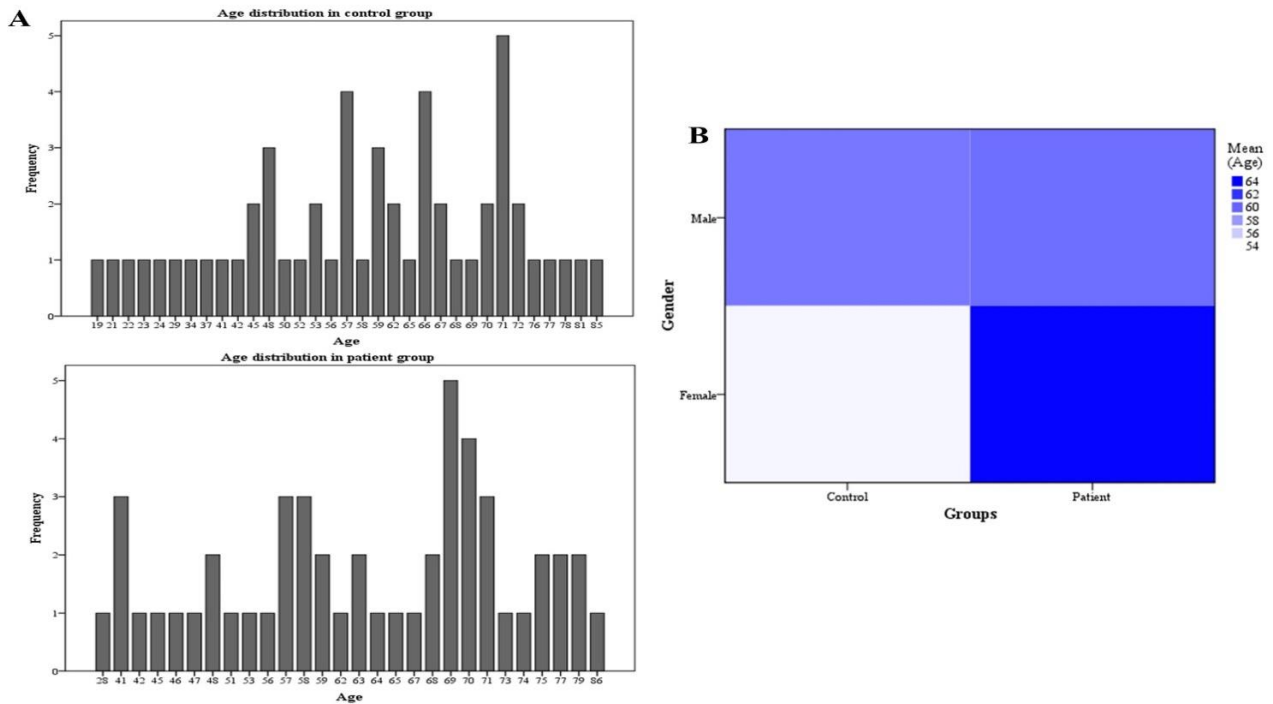 A
Age distribution in control group
Frequency
5
4
3
2
1
0
19 21 22 23 24 29 34 37 41 42 45 48 50 52 53 56 57 58 59 62 65 66 67 68 69 70 71 72 76 77 78 81 85
Age
Age distribution in patient group
Frequency
5
4
3
2
1
0
28 41 42 45 46 47 48 51 53 56 57 58 59 62 63 64 65 67 68 69 70 71 73 74 75 77 79 86
Age
B
Gender
Male
Female
Control Patient
Groups
Mean
(Age)
64
62
60
58
56
54